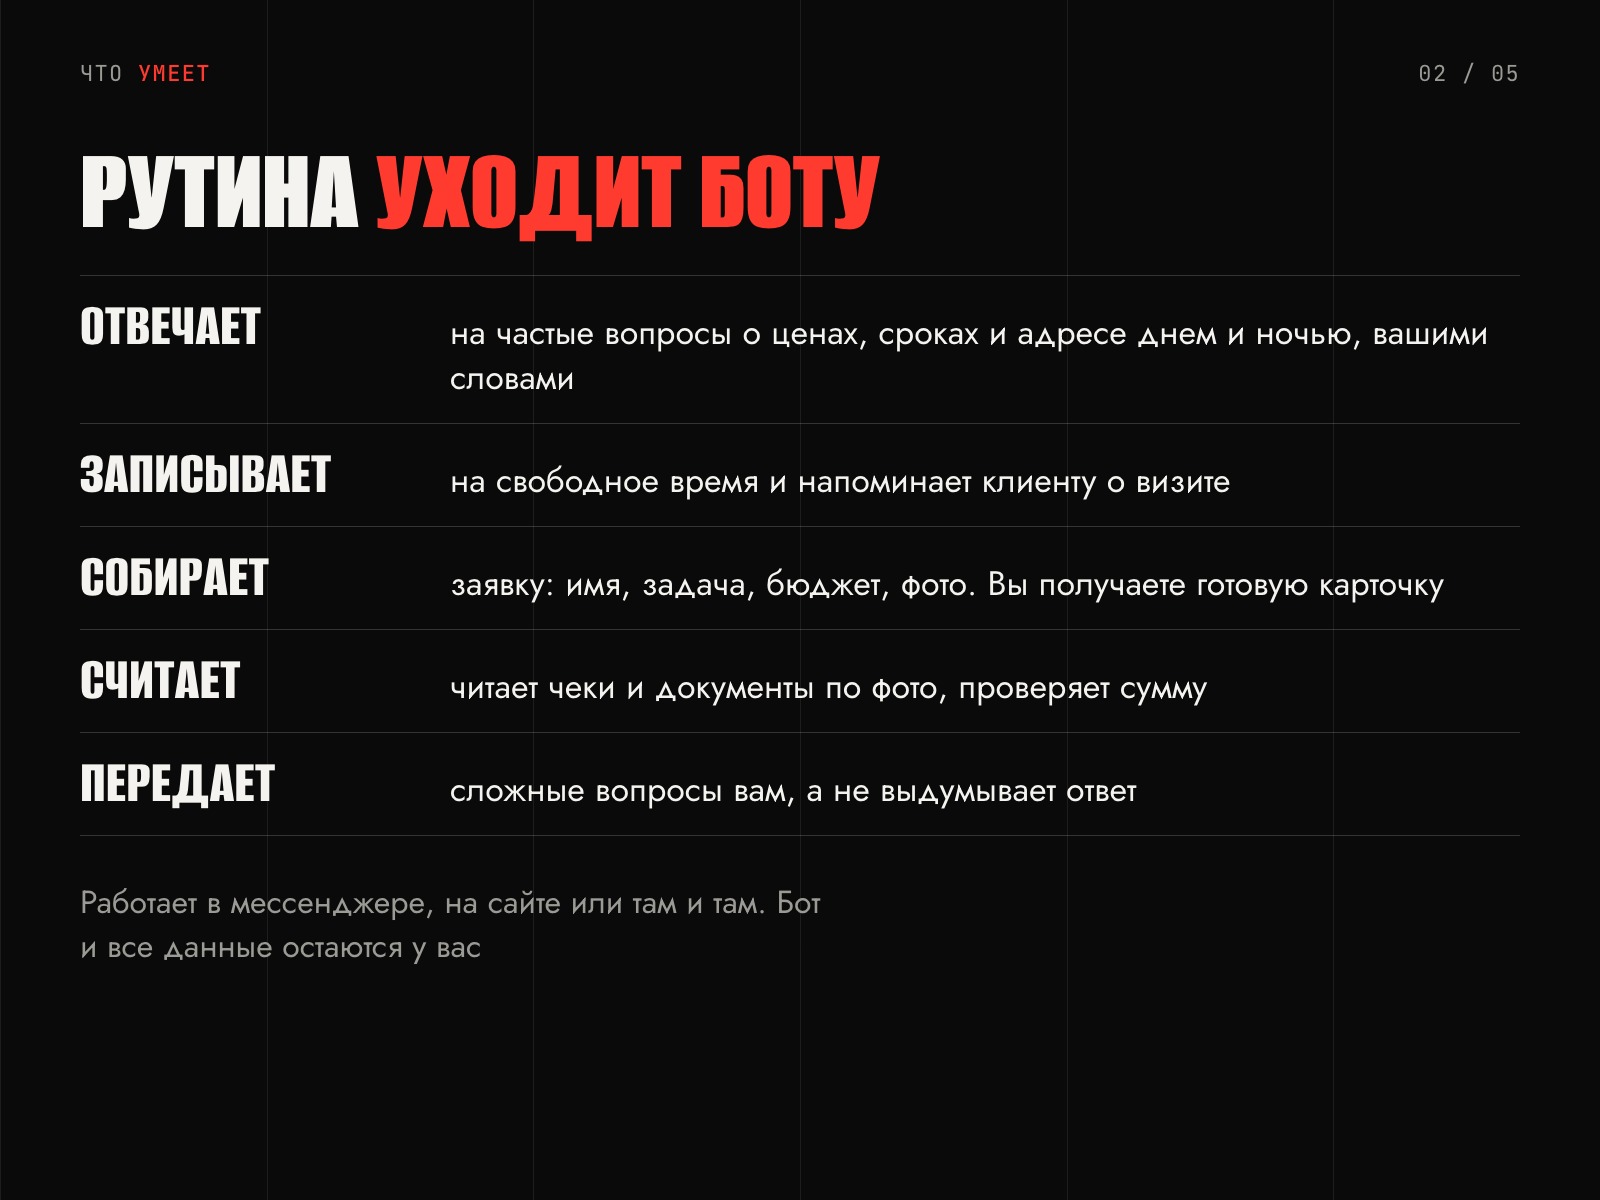 ЧТО УМЕЕТ
02 / 05
РУТИНА УХОДИТ БОТУ
ОТВЕЧАЕТ
на частые вопросы о ценах, сроках и адресе днем и ночью, вашими
словами
ЗАПИСЫВАЕТ
на свободное время и напоминает клиенту о визите
СОБИРАЕТ
заявку: имя, задача, бюджет, фото. Вы получаете готовую карточку
СЧИТАЕТ
читает чеки и документы по фото, проверяет сумму
ПЕРЕДАЕТ
сложные вопросы вам, а не выдумывает ответ
Работает в мессенджере, на сайте или там и там. Бот
и все данные остаются у вас